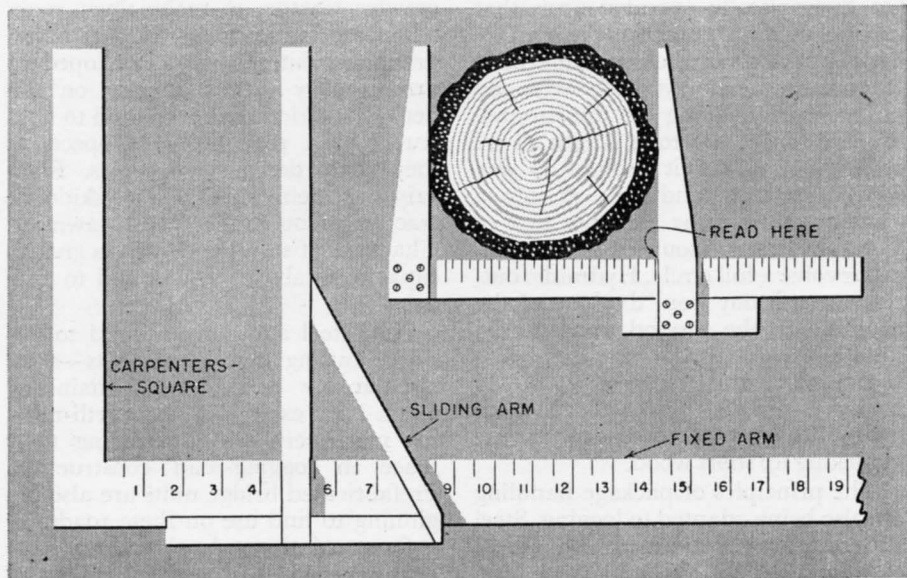 READ HERE
CARPENTERS-
SQUARE
SLIDING ARM
FIXED ARM
1 2 3 4 6 7 8 9 10 11 12 13 14 15 16 17 18 19